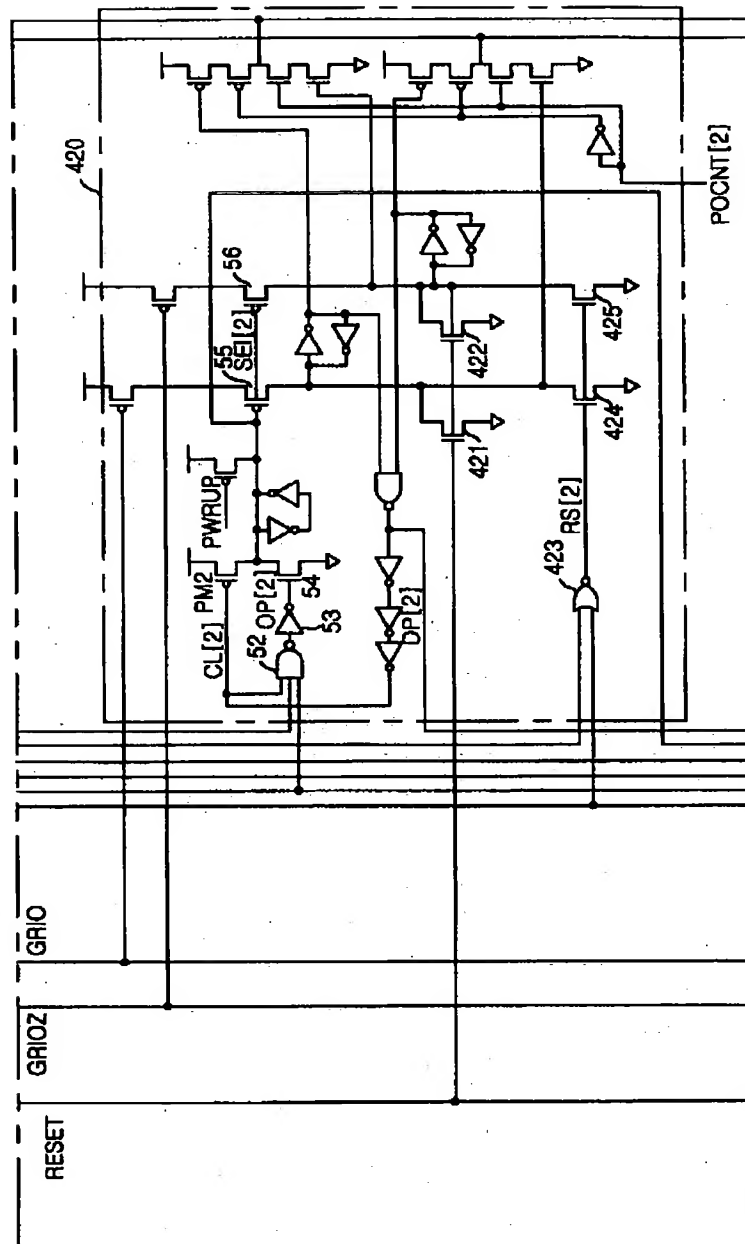 420
56
SEI[2]
55
PWRUP
PM2
CL[2]
OP[2]
54
53
52
DP[2]
422
421
425
424
RS[2]
423
POCNT[2]
GRIO
GRIOZ
RESET